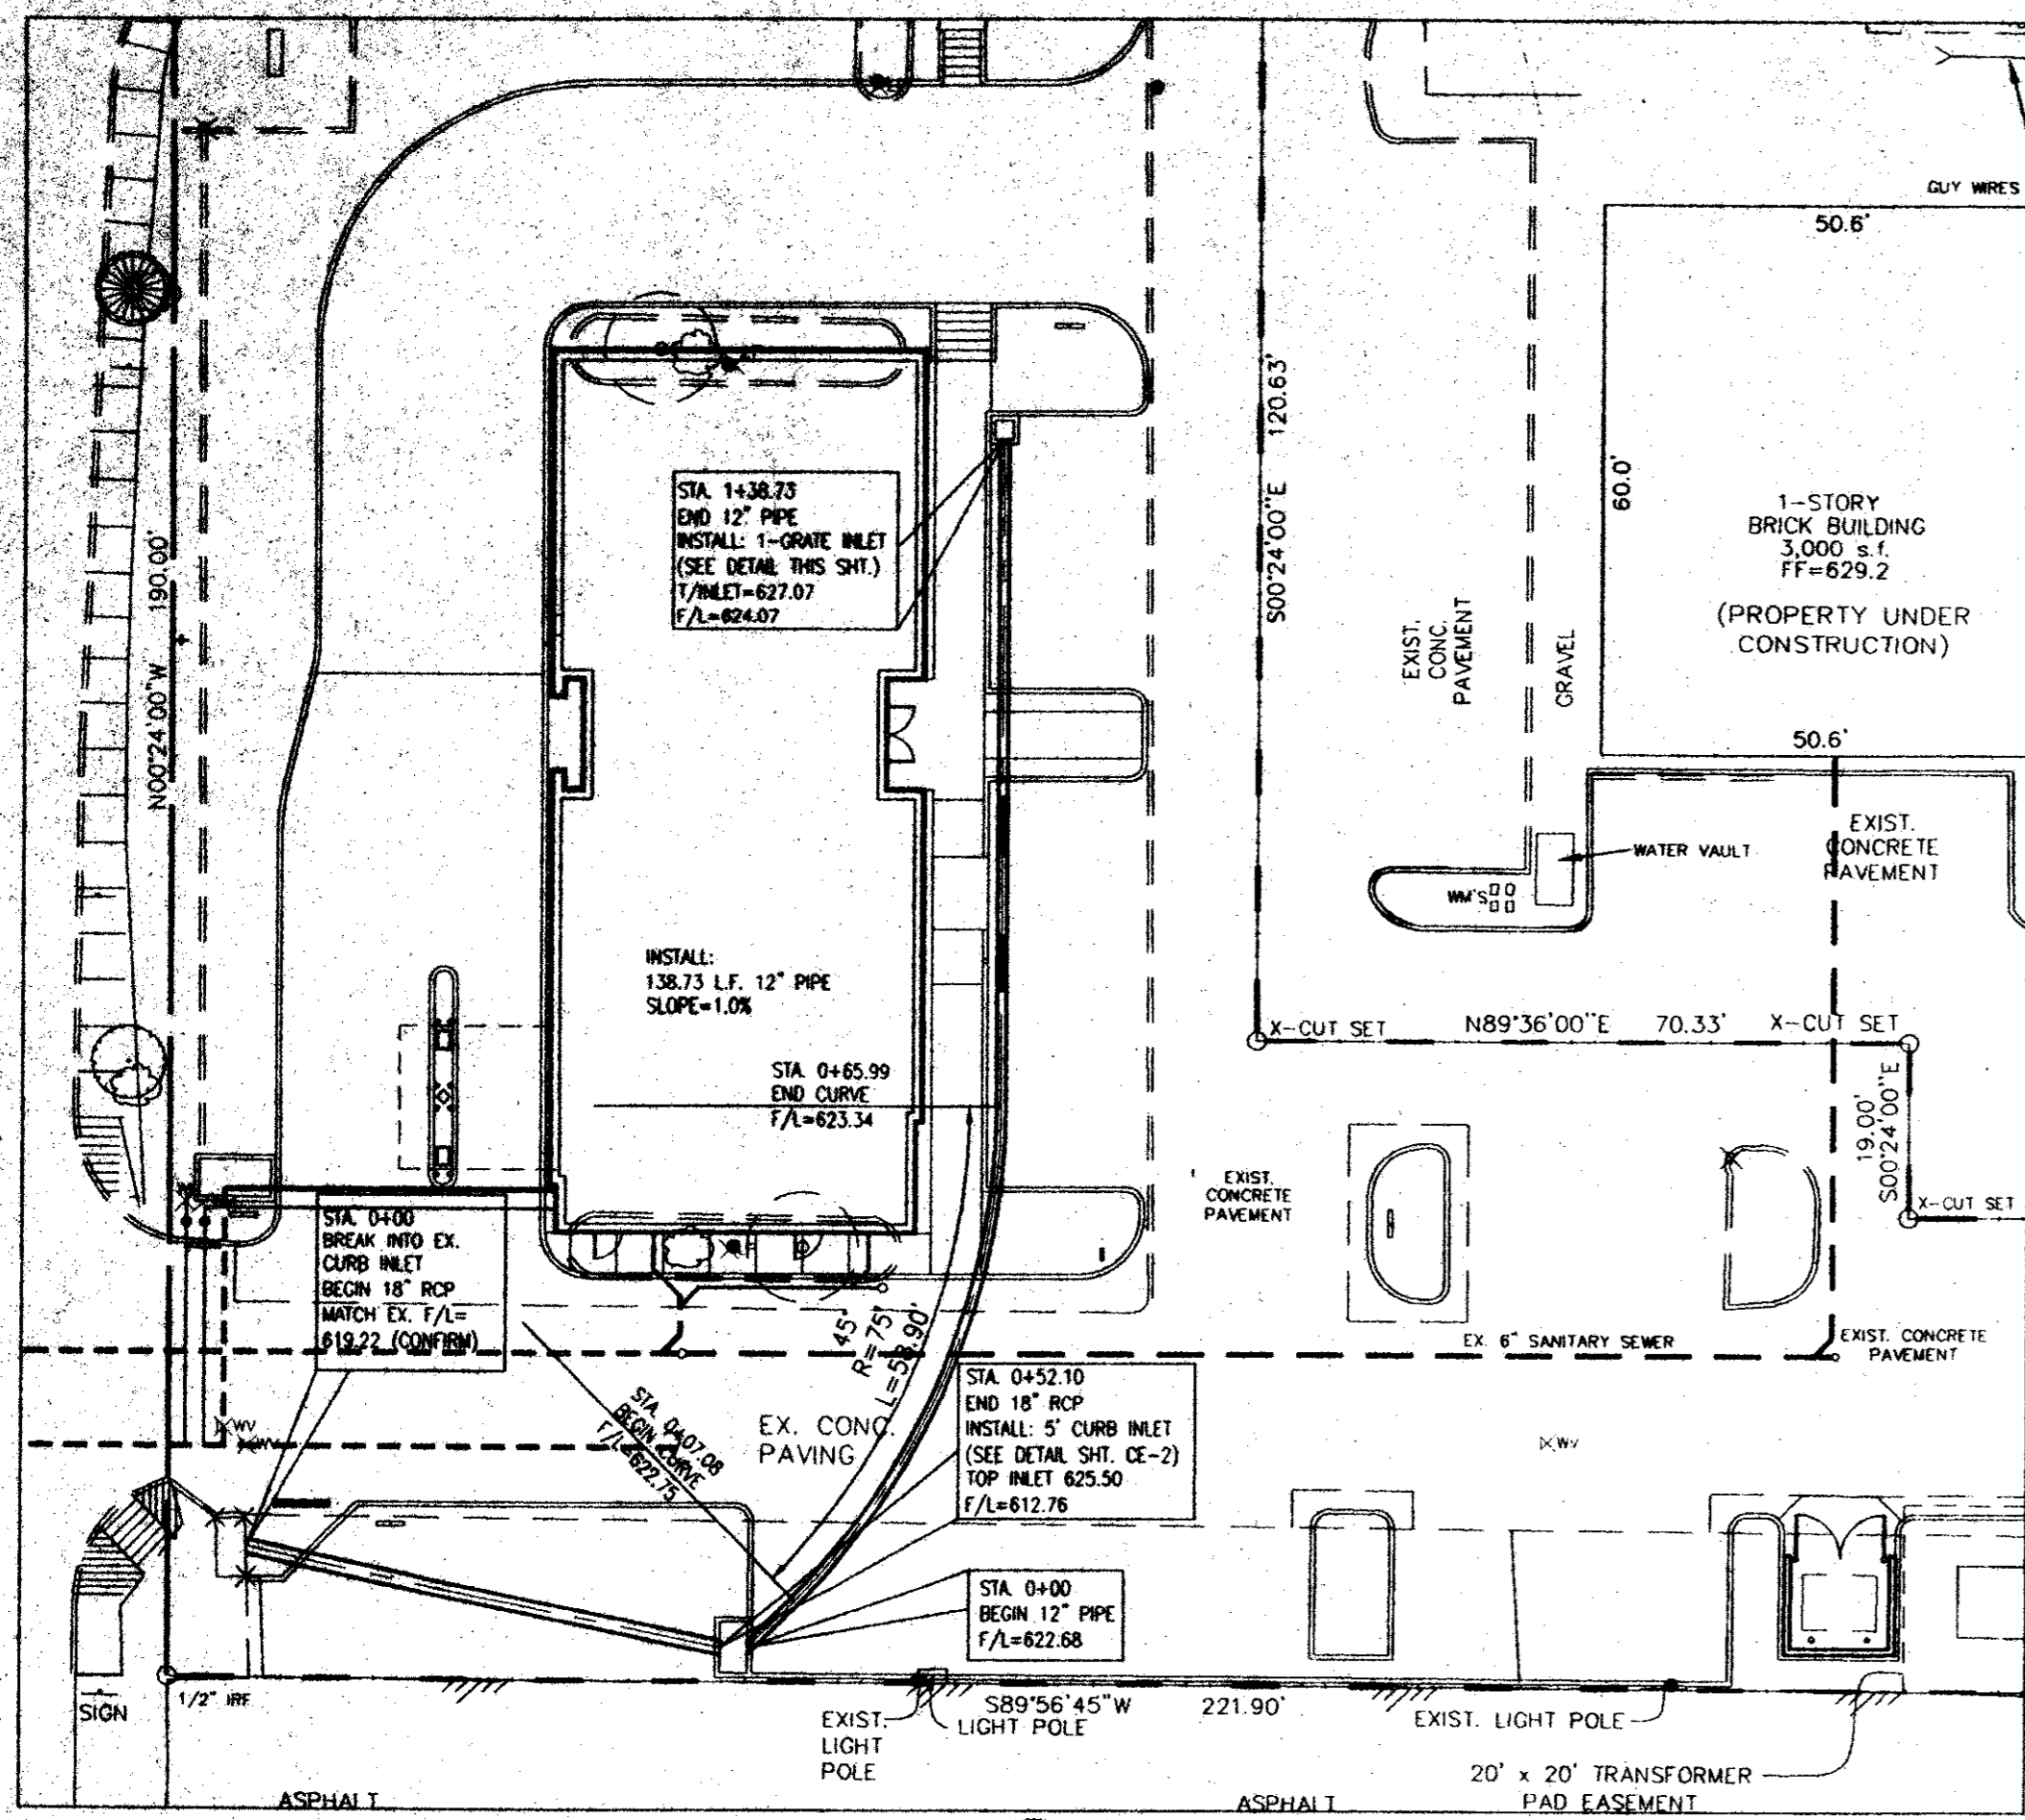 GUY WIRES
50.6'
60.0'
1-STORY
BRICK BUILDING
3,000 s.f.
FF=629.2
(PROPERTY UNDER
CONSTRUCTION)
50.6'
S00°24'00"E 120.63'
N00°24'00"W 190.00'
STA. 1+38.73
END 12" PIPE
INSTALL: 1-GRATE INLET
(SEE DETAIL THIS SHT.)
T/INLET=627.07
F/L=624.07
EXIST.
CONC.
PAVEMENT
GRAVEL
WATER VAULT
WM'S
EXIST.
CONCRETE
PAVEMENT
INSTALL:
138.73 L.F. 12" PIPE
SLOPE=1.0%
STA. 0+65.99
END CURVE
F/L=623.34
X-CUT SET
N89°36'00"E 70.33'
X-CUT SET
19.00'
S00°24'00"E
X-CUT SET
EXIST.
CONCRETE
PAVEMENT
STA. 0+00
BREAK INTO EX.
CURB INLET
BEGIN 18" RCP
MATCH EX. F/L=
619.22 (CONFIRM)
EX. 6" SANITARY SEWER
EXIST. CONCRETE
PAVEMENT
45°
R=75'
L=58.90'
STA. 0+07.08
BEGIN CURVE
F/L=622.75
EX. CONC.
PAVING
STA. 0+52.10
END 18" RCP
INSTALL: 5' CURB INLET
(SEE DETAIL SHT. CE-2)
TOP INLET 625.50
F/L=612.76
WV
WV
WV
STA. 0+00
BEGIN 12" PIPE
F/L=622.68
SIGN
1/2" IRF
EXIST.
LIGHT
POLE
S89°56'45"W 221.90'
LIGHT POLE
EXIST. LIGHT POLE
20' x 20' TRANSFORMER
PAD EASEMENT
ASPHALT
ASPHALT